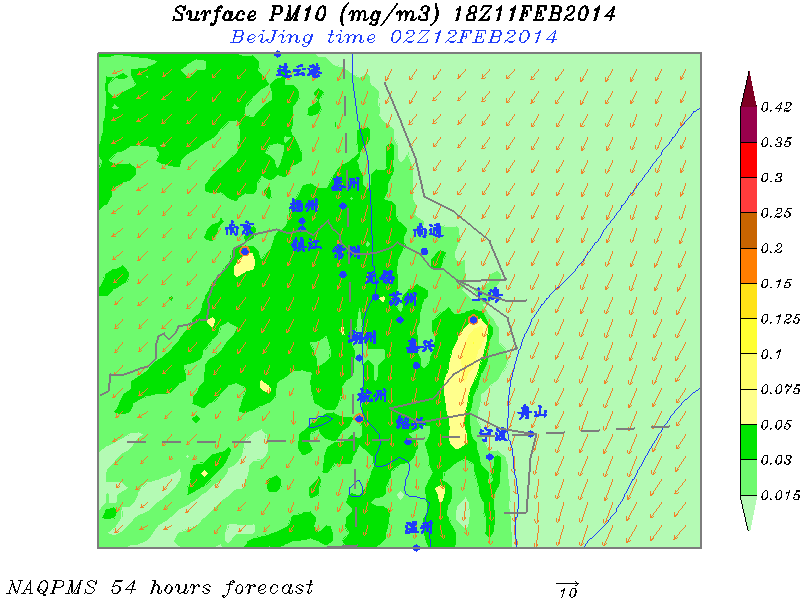 Surface PM10 (mg/m3) 18Z11FEB2014
BeiJing time 02Z12FEB2014
连云港
泰州
扬州
南京
镇江
常州
南通
无锡
苏州
上海
湖州
嘉兴
杭州
绍兴
舟山
宁波
温州
0.42
0.35
0.3
0.25
0.2
0.15
0.125
0.1
0.075
0.05
0.03
0.015
NAQPMS 54 hours forecast
10